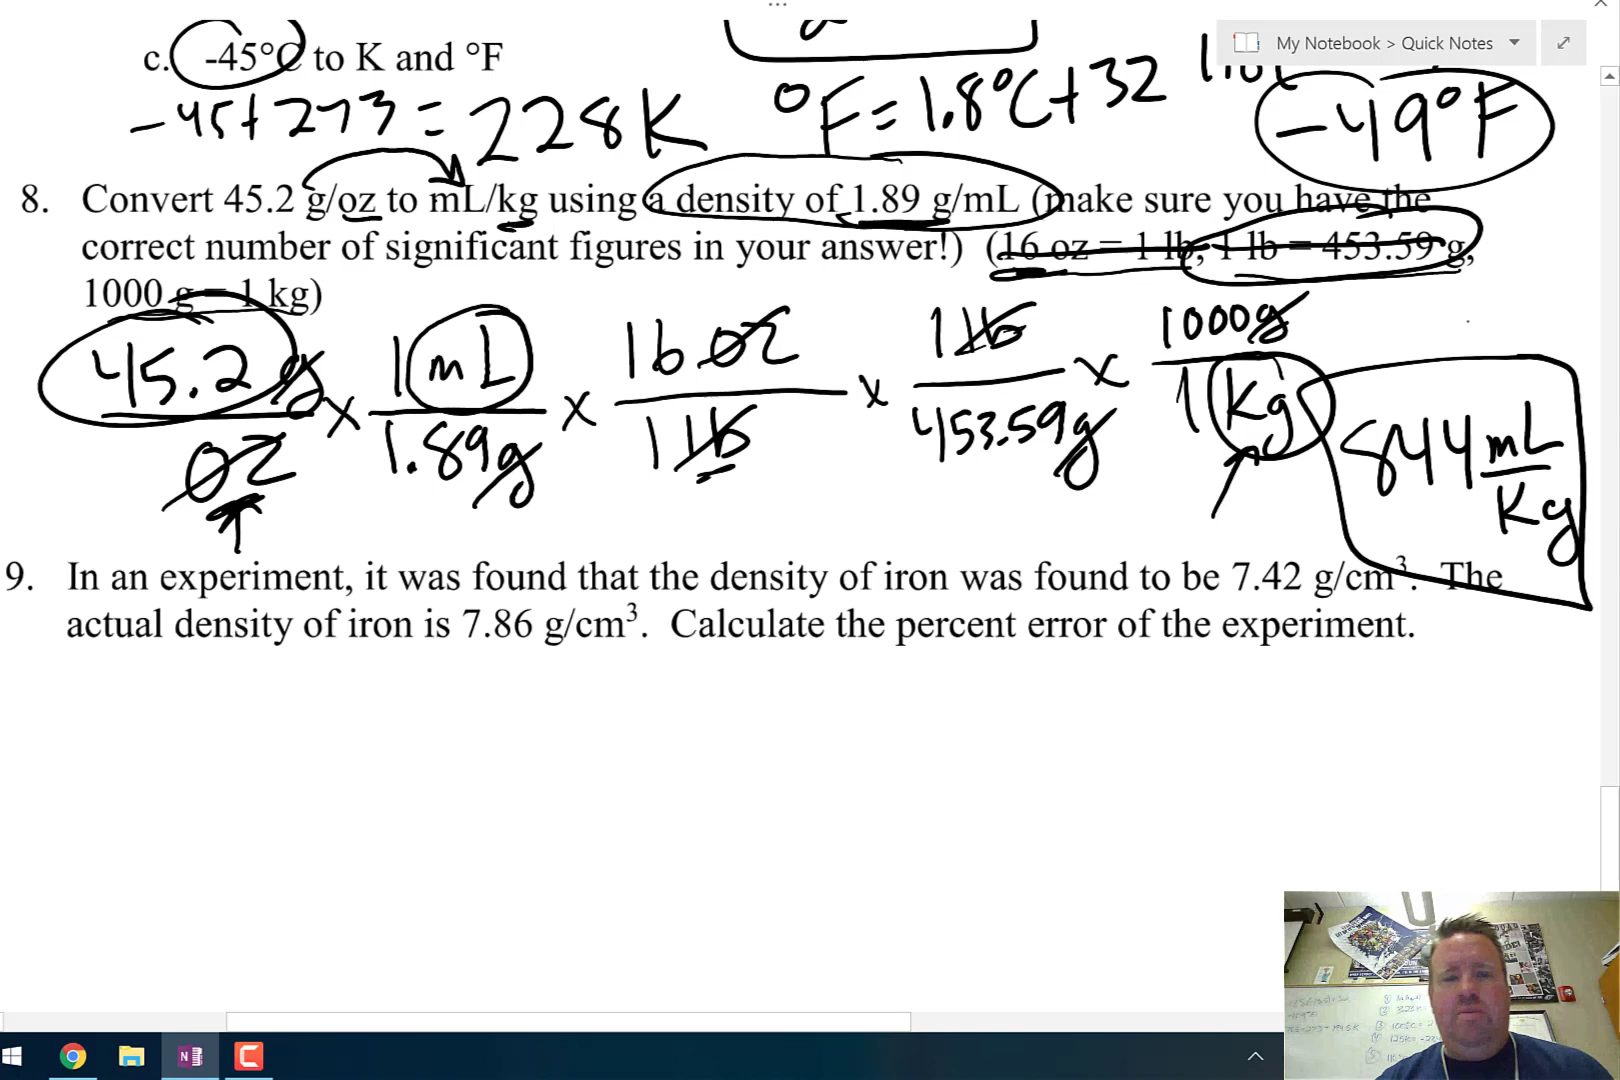 My Notebook > Quick Notes
c. -45°C to K and °F
-45+273 = 228K
°F = 1.8°C+32
-49°F
8. Convert 45.2 g/oz to mL/kg using a density of 1.89 g/mL (make sure you have the
correct number of significant figures in your answer!) (16 oz = 1 lb, 1 lb = 453.59 g,
1000 g = 1 kg)
45.2 g x 1 mL x 16 oz x 1 lb x 1000 g
oz 1.89 g 1 lb 453.59 g 1 Kg
844 mL
Kg
9. In an experiment, it was found that the density of iron was found to be 7.42 g/cm³. The
actual density of iron is 7.86 g/cm³. Calculate the percent error of the experiment.